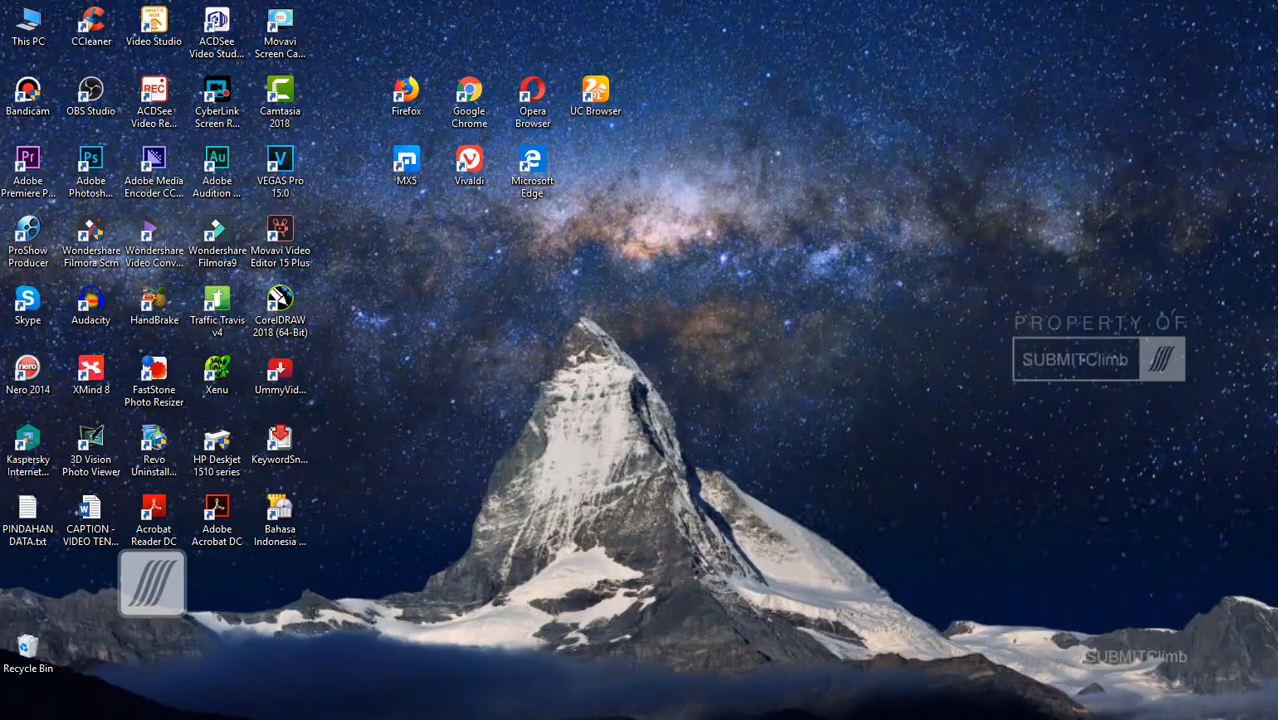 This PC
CCleaner
Video Studio
ACDSee
Video Stud...
Movavi
Screen Ca...
Bandicam
OBS Studio
ACDSee
Video Re...
CyberLink
Screen R...
Camtasia
2018
Firefox
Google
Chrome
Opera
Browser
UC Browser
Adobe
Premiere P...
Adobe
Photosh...
Adobe Media
Encoder CC...
Adobe
Audition ...
VEGAS Pro
15.0
MX5
Vivaldi
Microsoft
Edge
ProShow
Producer
Wondershare
Filmora Scrn
Wondershare
Video Conv...
Wondershare
Filmora9
Movavi Video
Editor 15 Plus
Skype
Audacity
HandBrake
Traffic Travis
v4
CorelDRAW
2018 (64-Bit)
PROPERTY OF
SUBMITClimb
Nero 2014
XMind 8
FastStone
Photo Resizer
Xenu
UmmyVid...
Kaspersky
Internet...
3D Vision
Photo Viewer
Revo
Uninstall...
HP Deskjet
1510 series
KeywordSn...
PINDAHAN
DATA.txt
CAPTION -
VIDEO TEN...
Acrobat
Reader DC
Adobe
Acrobat DC
Bahasa
Indonesia ...
Recycle Bin
SUBMITClimb